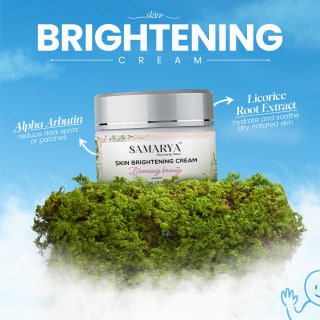 skin
BRIGHTENING
CREAM
Alpha Arbutin
reduce dark spots
or patches
Licorice
Root Extract
hydrate and soothe
dry, irritated skin
SAMARYA
SKIN BRIGHTENING CREAM
Blooming beauty